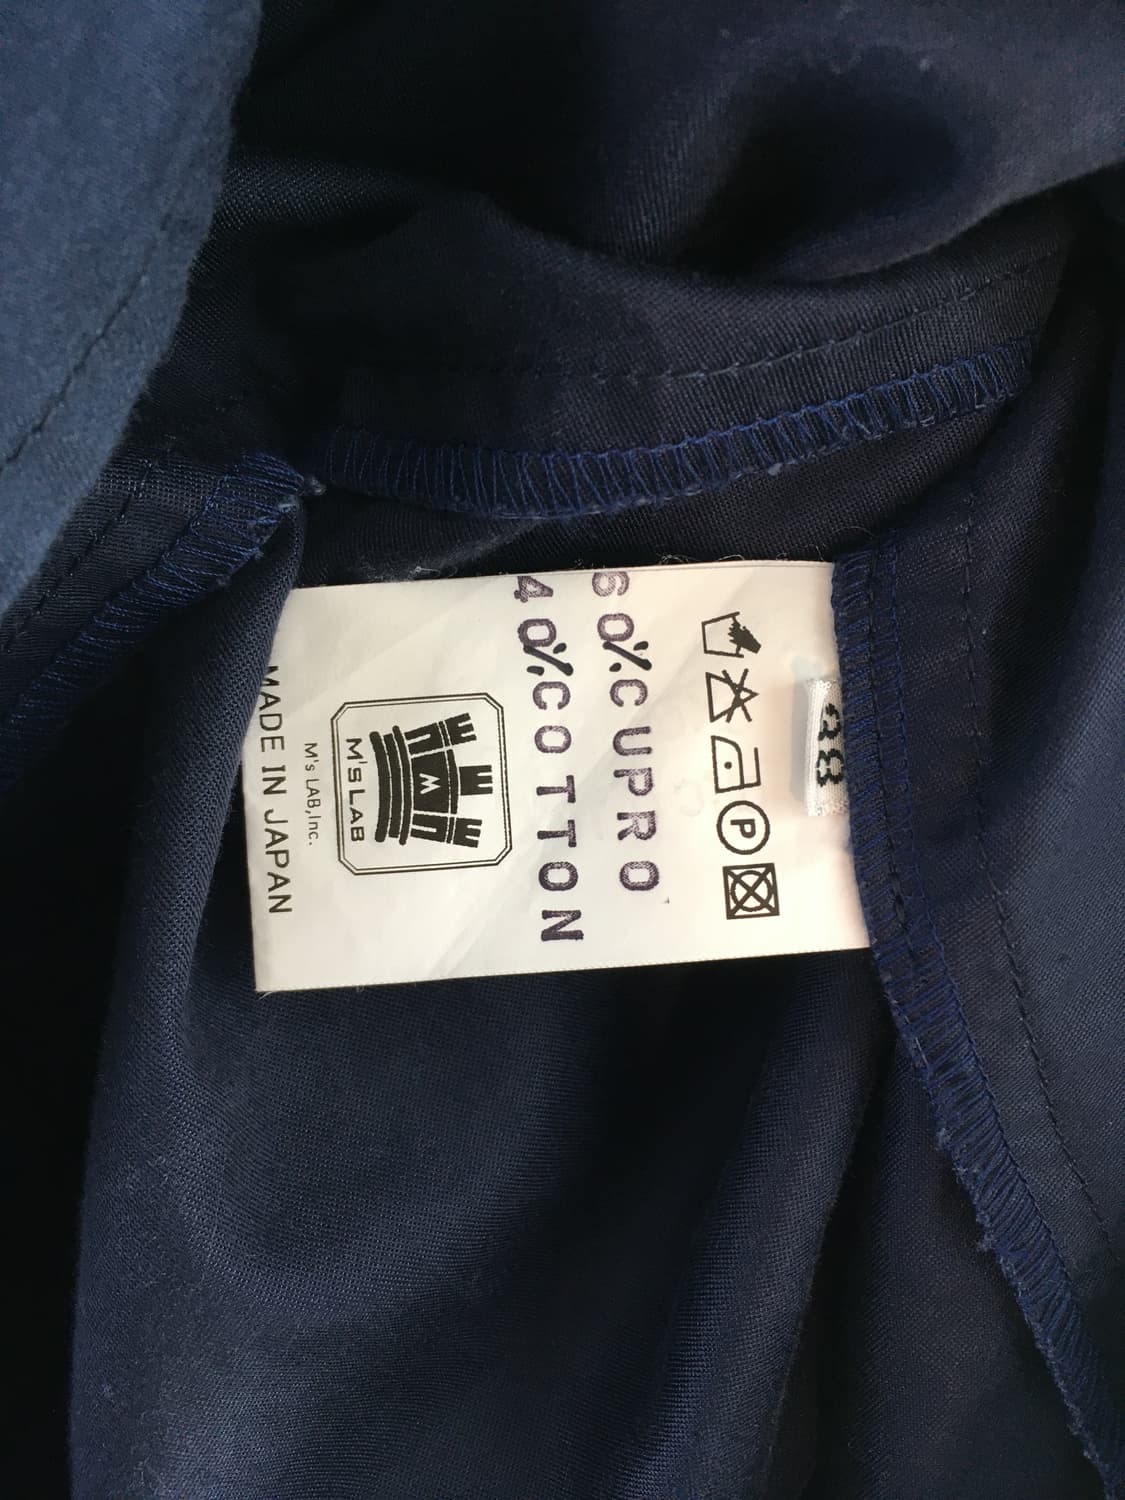 38
60%CUPRO
40%COTTON
M
M'S LAB
M's LAB,Inc.
MADE IN JAPAN